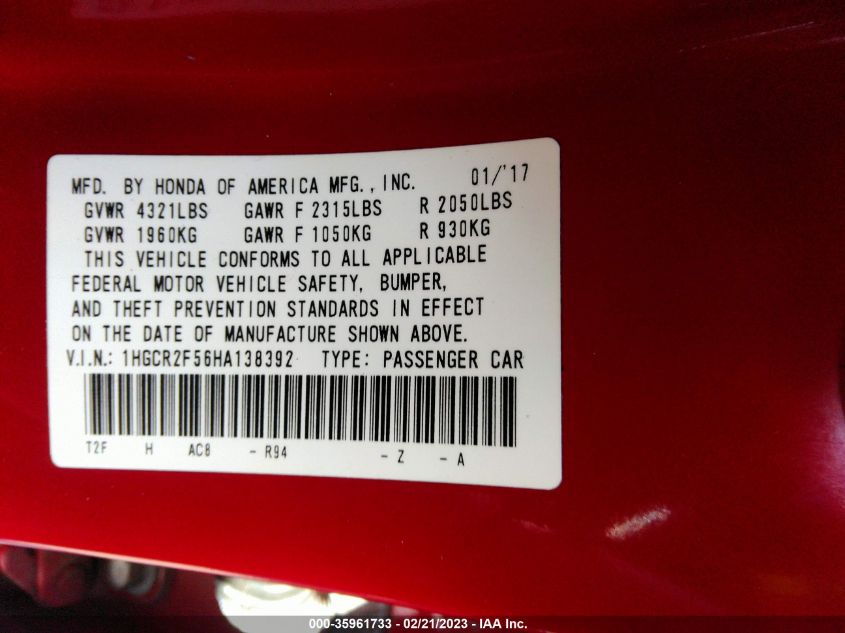 MFD. BY HONDA OF AMERICA MFG., INC. 01/'17
GVWR 4321LBS GAWR F 2315LBS R 2050LBS
GVWR 1960KG GAWR F 1050KG R 930KG
THIS VEHICLE CONFORMS TO ALL APPLICABLE
FEDERAL MOTOR VEHICLE SAFETY, BUMPER,
AND THEFT PREVENTION STANDARDS IN EFFECT
ON THE DATE OF MANUFACTURE SHOWN ABOVE.
V.I.N.: 1HGCR2F56HA138392 TYPE: PASSENGER CAR
T2F H AC8 - R94 - Z - A
000-35961733 - 02/21/2023 - IAA Inc.